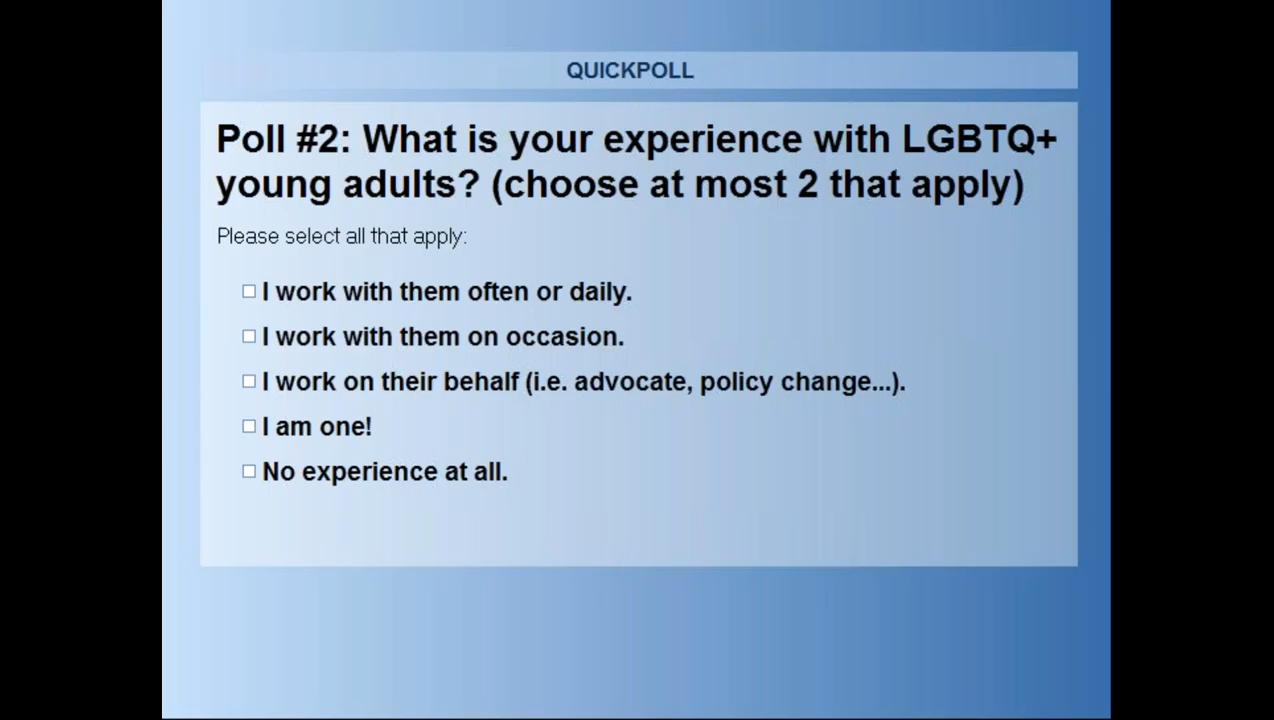 QUICKPOLL
Poll #2: What is your experience with LGBTQ+
young adults? (choose at most 2 that apply)
Please select all that apply:
I work with them often or daily.
I work with them on occasion.
I work on their behalf (i.e. advocate, policy change...).
I am one!
No experience at all.